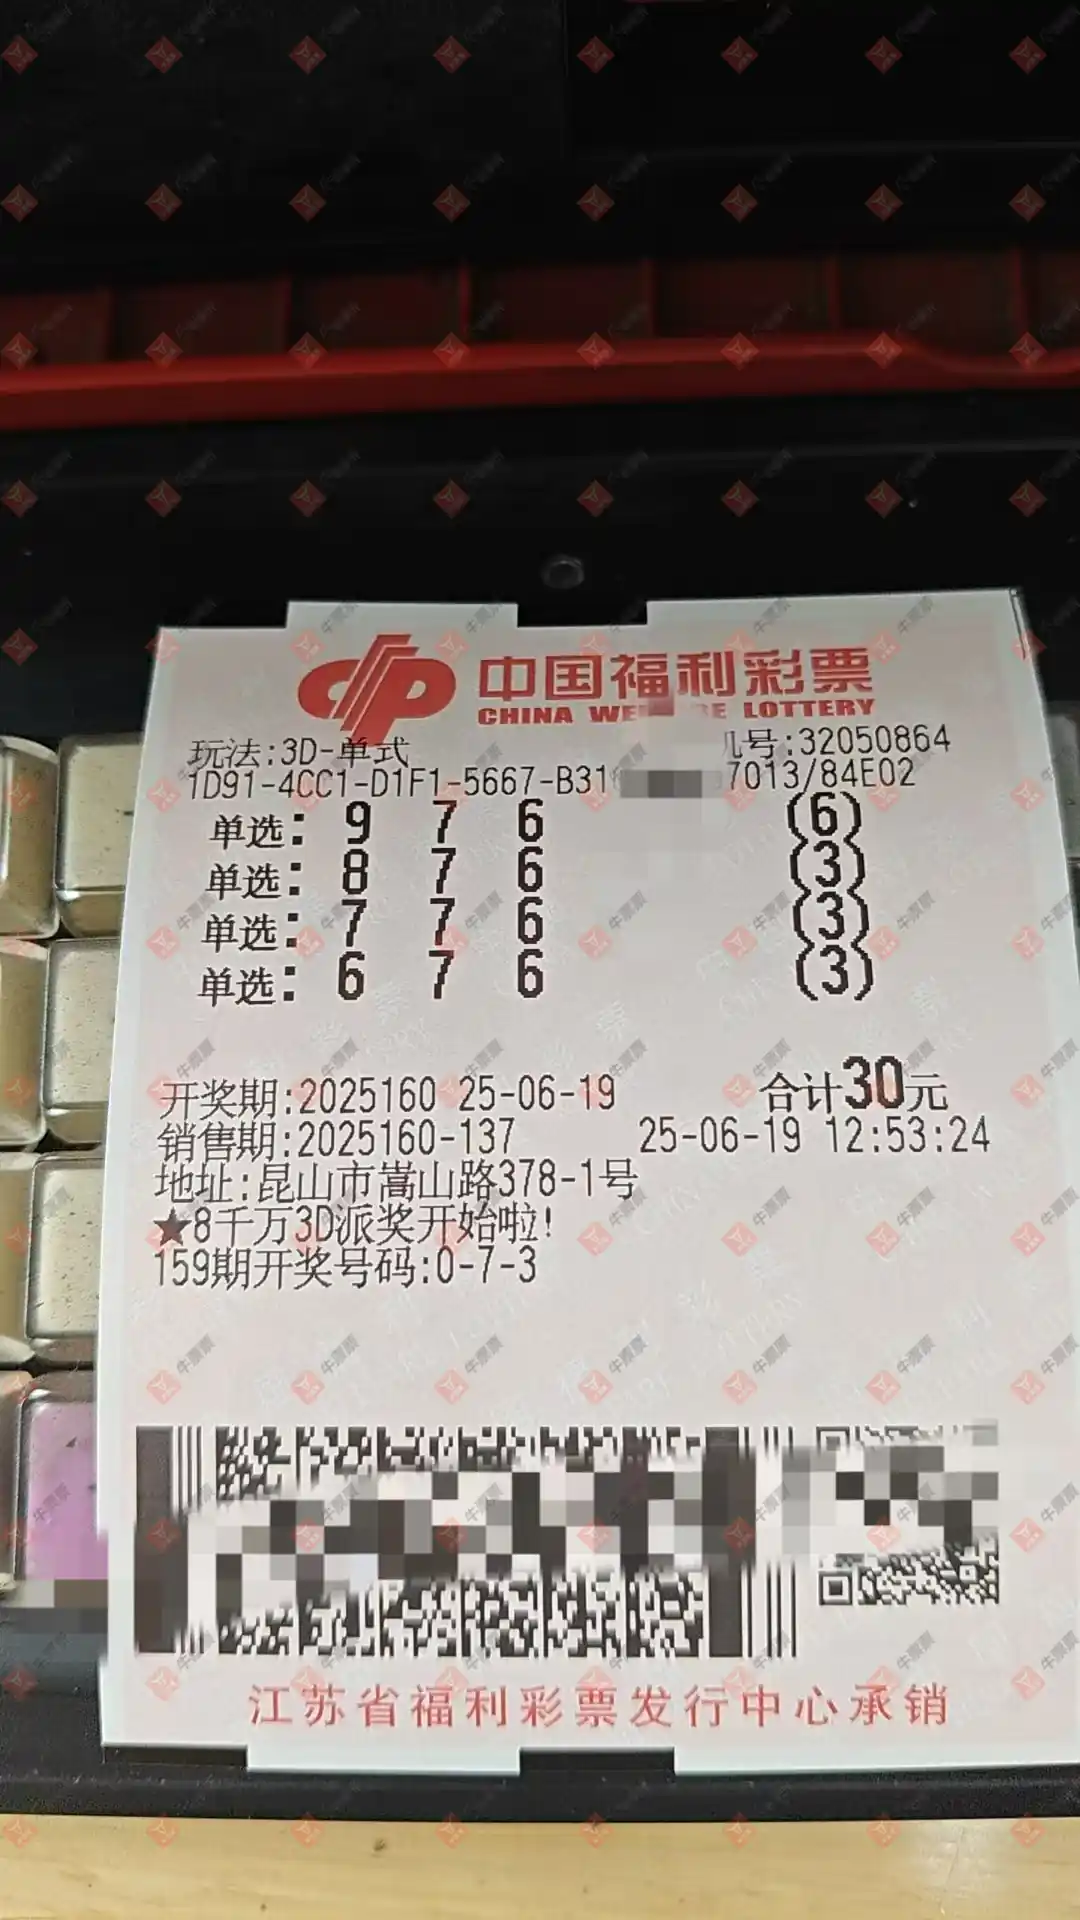 中国福利彩票
CHINA WE RE LOTTERY
玩法:3D-单式 几号:32050864
1D91-4CC1-D1F1-5667-B31 7013/84E02
单选: 9 7 6 (6)
单选: 8 7 6 (3)
单选: 7 7 6 (3)
单选: 6 7 6 (3)
开奖期:2025160 25-06-19 合计30元
销售期:2025160-137 25-06-19 12:53:24
地址:昆山市嵩山路378-1号
★8千万3D派奖开始啦!
159期开奖号码:0-7-3
江苏省福利彩票发行中心承销
牛票票